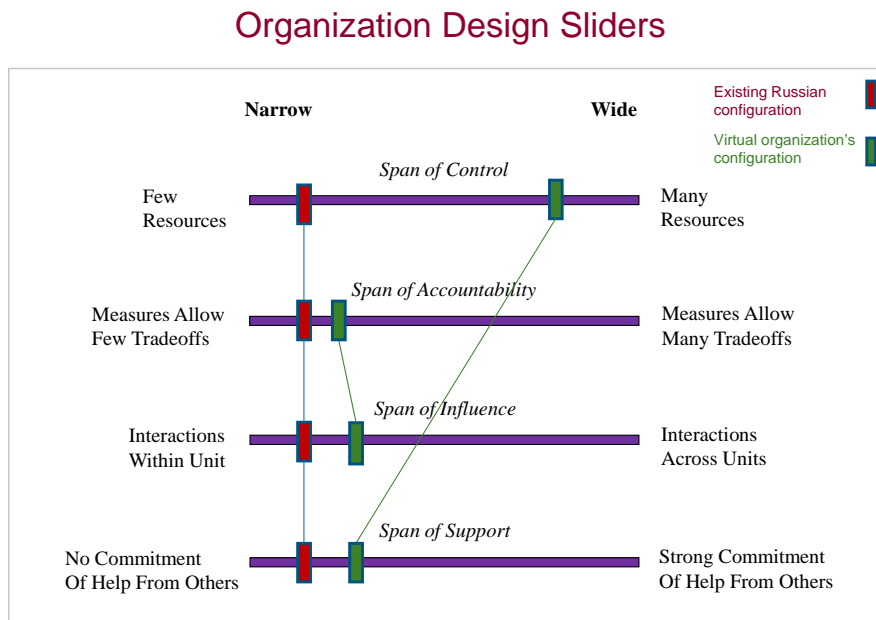 Organization Design Sliders
Narrow
Wide
Existing Russian
configuration
Virtual organization's
configuration
Span of Control
Few
Resources
Many
Resources
Span of Accountability
Measures Allow
Few Tradeoffs
Measures Allow
Many Tradeoffs
Span of Influence
Interactions
Within Unit
Interactions
Across Units
Span of Support
No Commitment
Of Help From Others
Strong Commitment
Of Help From Others